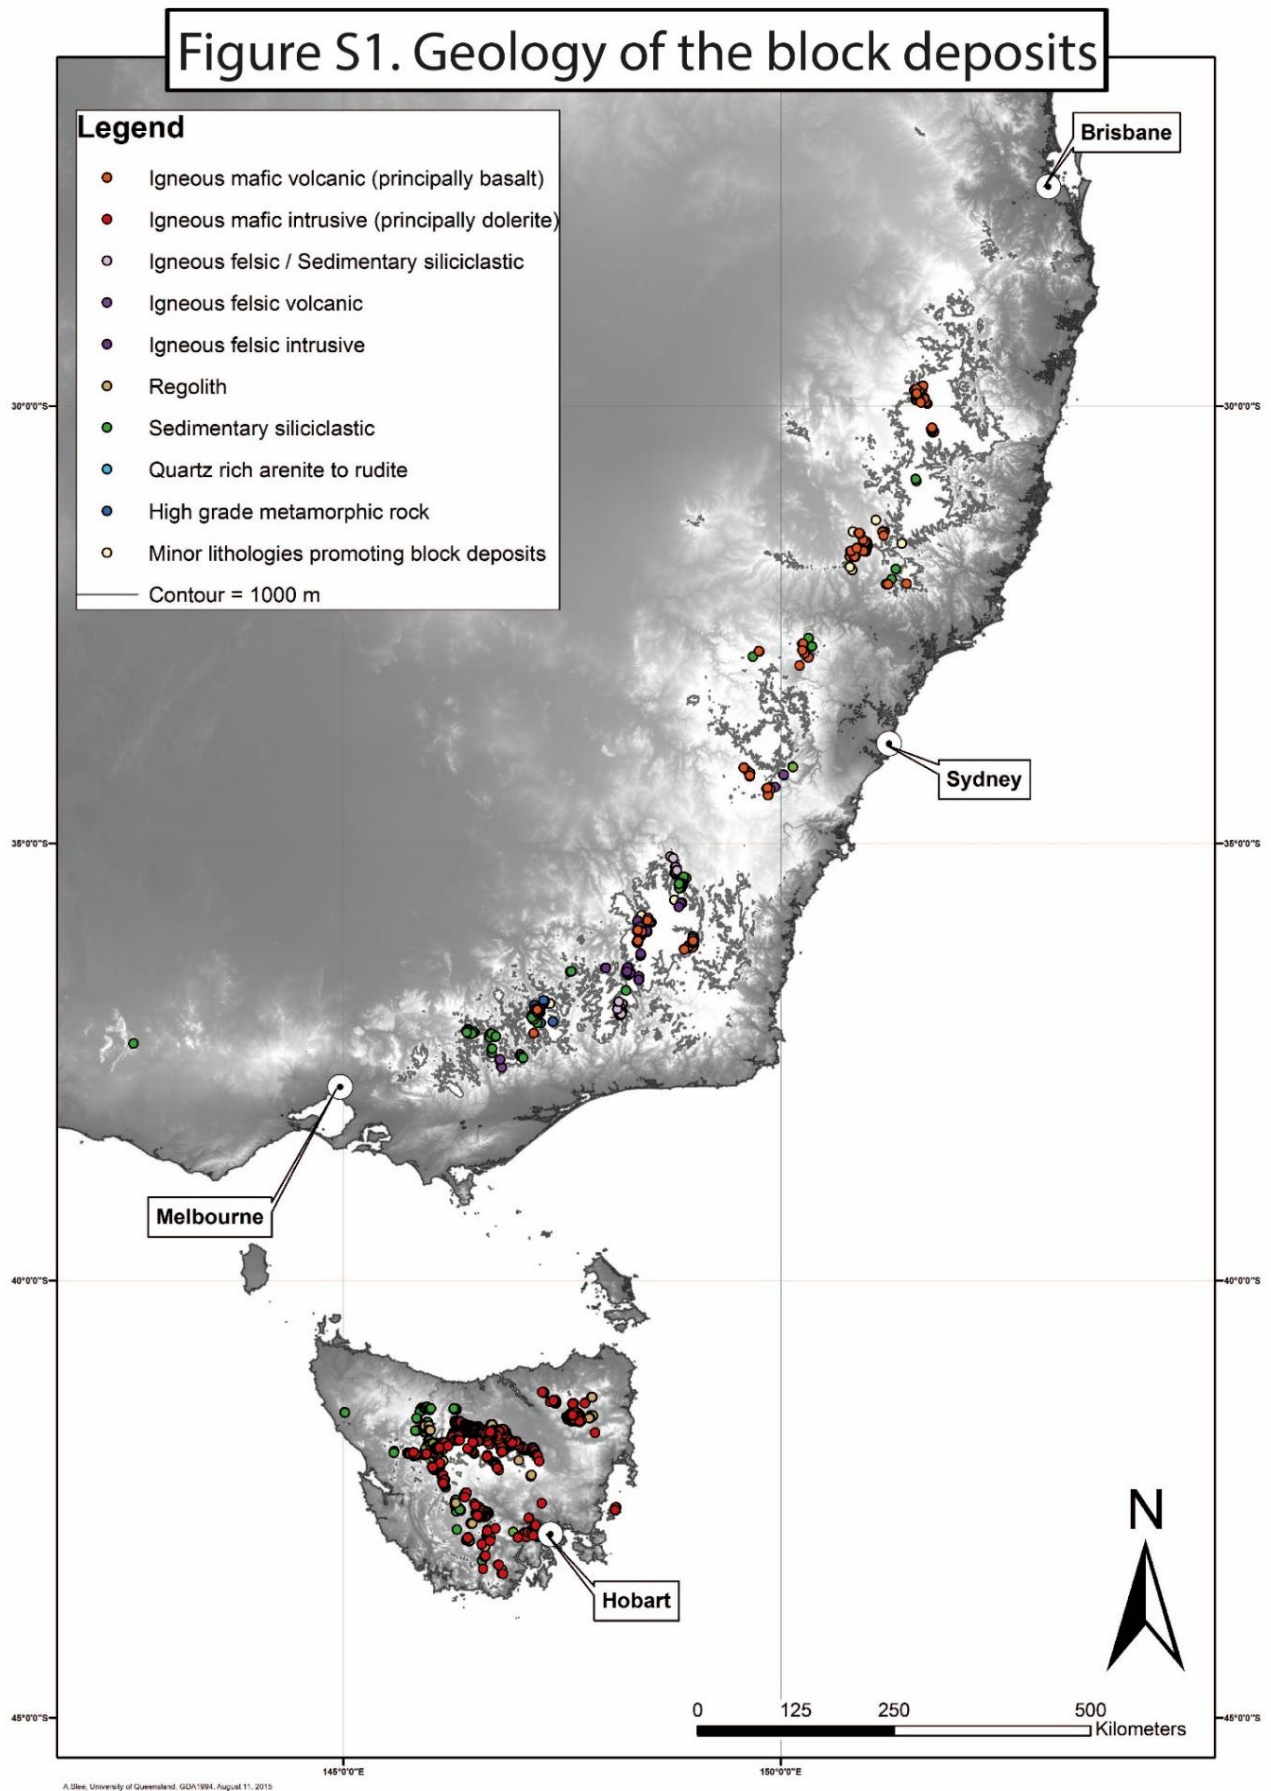 Figure S1. Geology of the block deposits
Legend
Igneous mafic volcanic (principally basalt)
Igneous mafic intrusive (principally dolerite)
Igneous felsic / Sedimentary siliciclastic
Igneous felsic volcanic
Igneous felsic intrusive
Regolith
Sedimentary siliciclastic
Quartz rich arenite to rudite
High grade metamorphic rock
Minor lithologies promoting block deposits
Contour = 1000 m
Brisbane
30°0'0"S
30°0'0"S
Sydney
35°0'0"S
35°0'0"S
Melbourne
40°0'0"S
40°0'0"S
Hobart
N
0 125 250 500
Kilometers
45°0'0"S
45°0'0"S
145°0'0"E
150°0'0"E
A.Slee, University of Queensland, GDA1994, August 11, 2015